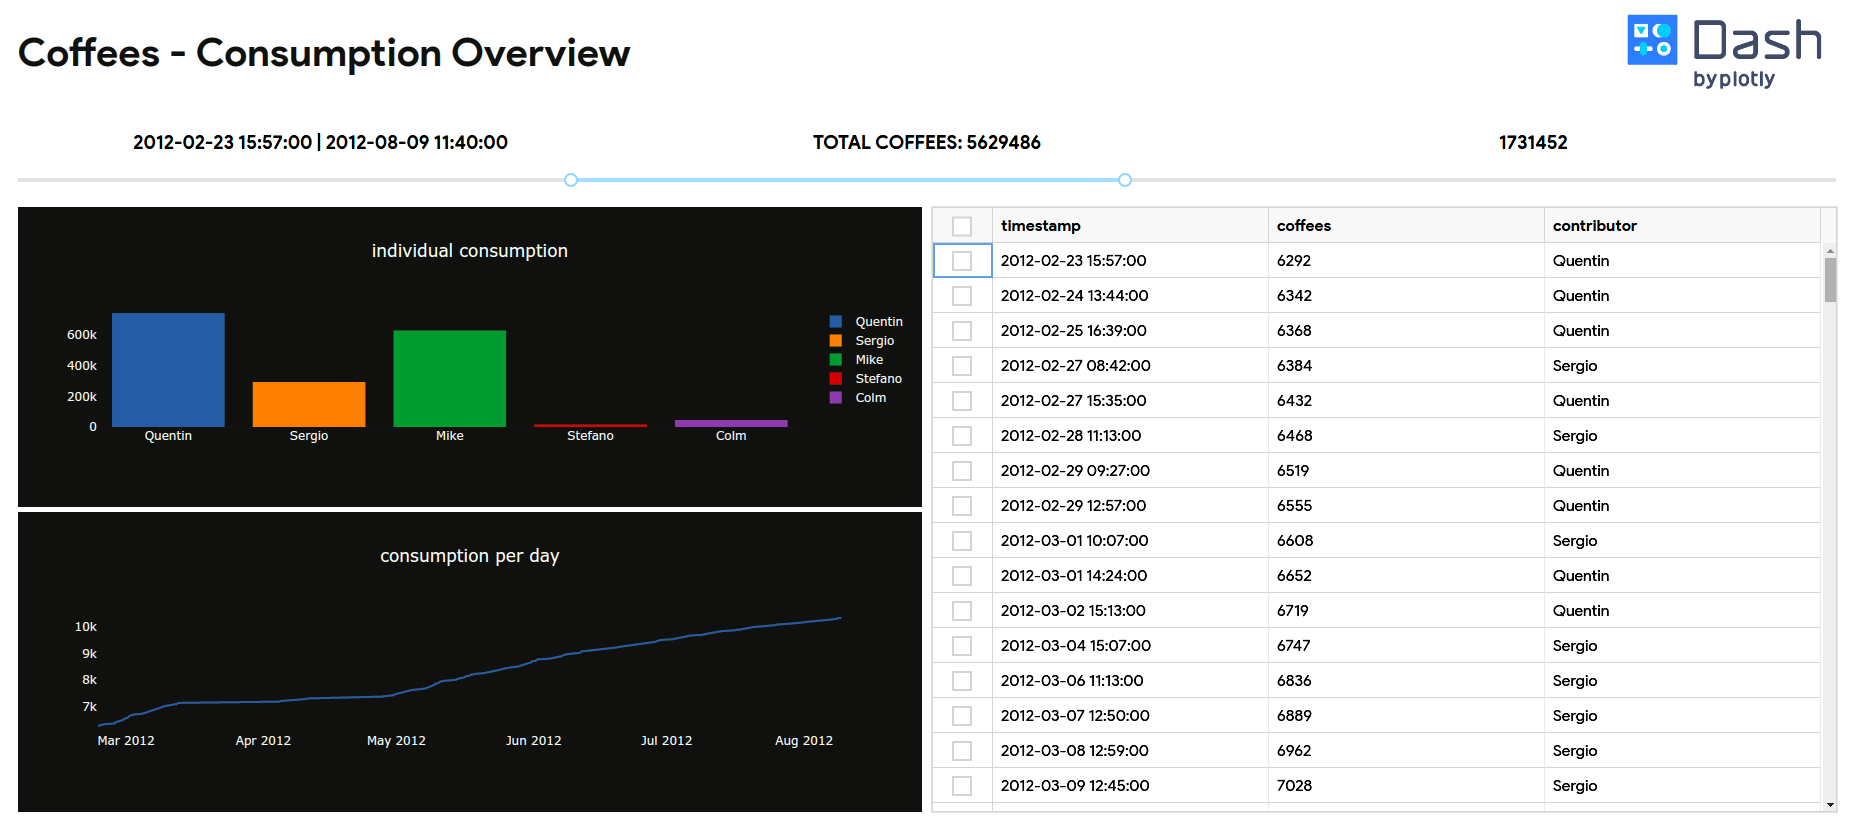 Coffees - Consumption Overview
Dash
by plotly
2012-02-23 15:57:00 | 2012-08-09 11:40:00
TOTAL COFFEES: 5629486
1731452
individual consumption
600k
400k
200k
0
Quentin
Sergio
Mike
Stefano
Colm
Quentin
Sergio
Mike
Stefano
Colm
consumption per day
10k
9k
8k
7k
Mar 2012
Apr 2012
May 2012
Jun 2012
Jul 2012
Aug 2012
timestamp coffees contributor
2012-02-23 15:57:00 6292 Quentin
2012-02-24 13:44:00 6342 Quentin
2012-02-25 16:39:00 6368 Quentin
2012-02-27 08:42:00 6384 Sergio
2012-02-27 15:35:00 6432 Quentin
2012-02-28 11:13:00 6468 Sergio
2012-02-29 09:27:00 6519 Quentin
2012-02-29 12:57:00 6555 Quentin
2012-03-01 10:07:00 6608 Sergio
2012-03-01 14:24:00 6652 Quentin
2012-03-02 15:13:00 6719 Quentin
2012-03-04 15:07:00 6747 Sergio
2012-03-06 11:13:00 6836 Sergio
2012-03-07 12:50:00 6889 Sergio
2012-03-08 12:59:00 6962 Sergio
2012-03-09 12:45:00 7028 Sergio